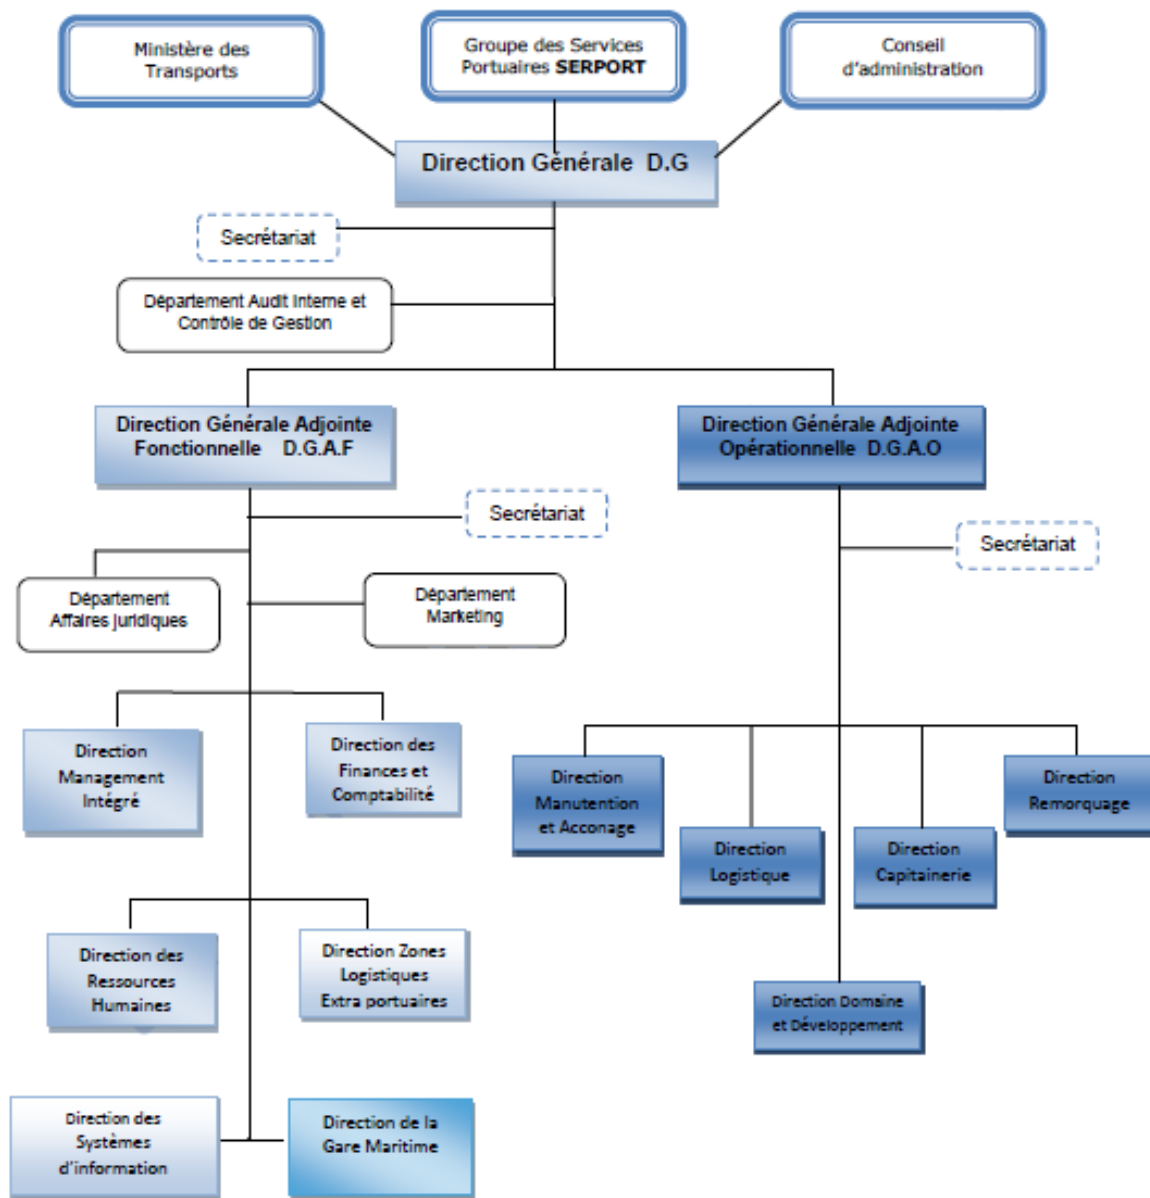 Ministère des
Transports
Groupe des Services
Portuaires SERPORT
Conseil
d'administration
Direction Générale D.G
Secrétariat
Département Audit Interne et
Contrôle de Gestion
Direction Générale Adjointe
Fonctionnelle D.G.A.F
Direction Générale Adjointe
Opérationnelle D.G.A.O
Secrétariat
Secrétariat
Département
Affaires juridiques
Département
Marketing
Direction
Management
Intégré
Direction des
Finances et
Comptabilité
Direction
Manutention
et Acconage
Direction
Logistique
Direction
Capitainerie
Direction
Remorquage
Direction des
Ressources
Humaines
Direction Zones
Logistiques
Extra portuaires
Direction Domaine
et Développement
Direction des
Systèmes
d'information
Direction de la
Gare Maritime